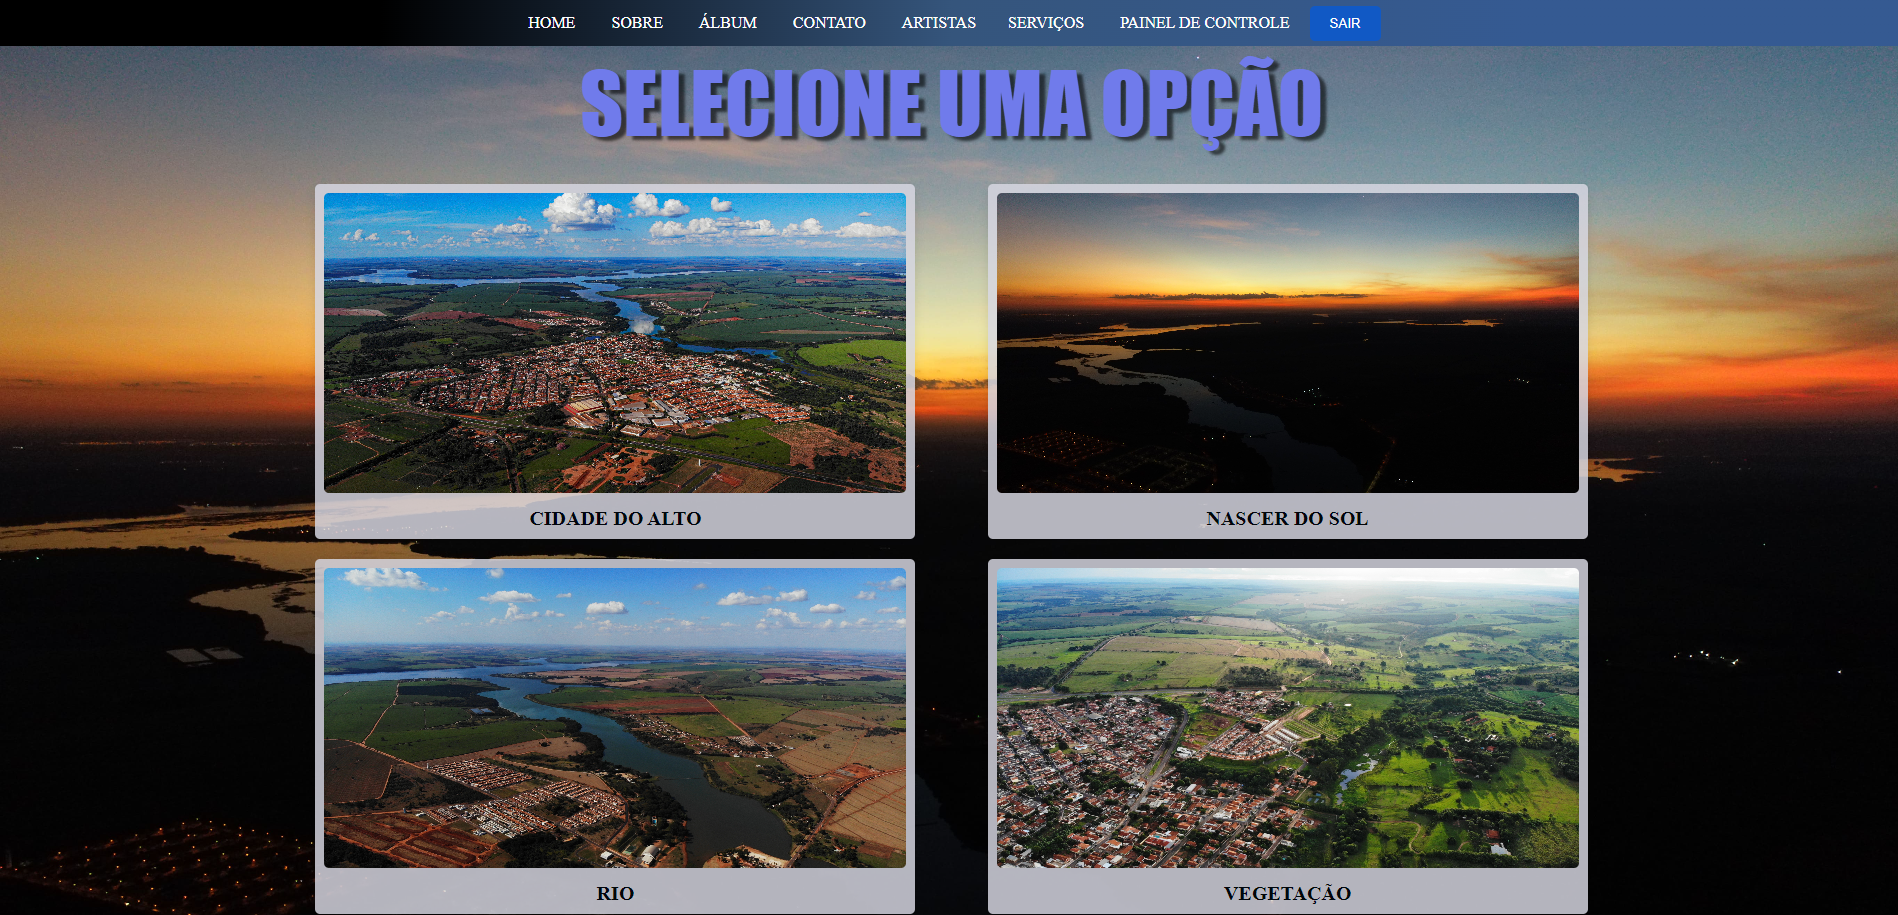 HOME SOBRE ÁLBUM CONTATO ARTISTAS SERVIÇOS PAINEL DE CONTROLE SAIR
SELECIONE UMA OPÇÃO
CIDADE DO ALTO
NASCER DO SOL
RIO
VEGETAÇÃO